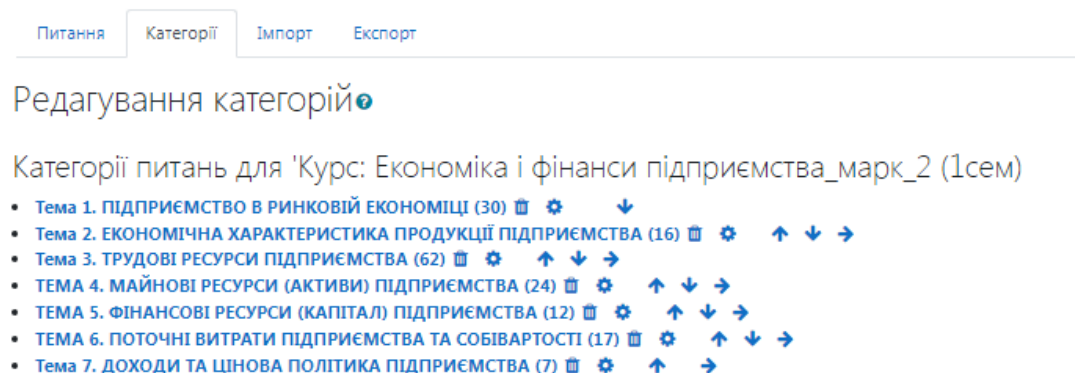 Питання Категорії Імпорт Експорт
Редагування категорій
Категорії питань для 'Курс: Економіка і фінанси підприємства_марк_2 (1сем)
Тема 1. ПІДПРИЄМСТВО В РИНКОВІЙ ЕКОНОМІЦІ (30)
Тема 2. ЕКОНОМІЧНА ХАРАКТЕРИСТИКА ПРОДУКЦІЇ ПІДПРИЄМСТВА (16)
Тема 3. ТРУДОВІ РЕСУРСИ ПІДПРИЄМСТВА (62)
ТЕМА 4. МАЙНОВІ РЕСУРСИ (АКТИВИ) ПІДПРИЄМСТВА (24)
ТЕМА 5. ФІНАНСОВІ РЕСУРСИ (КАПІТАЛ) ПІДПРИЄМСТВА (12)
ТЕМА 6. ПОТОЧНІ ВИТРАТИ ПІДПРИЄМСТВА ТА СОБІВАРТОСТІ (17)
Тема 7. ДОХОДИ ТА ЦІНОВА ПОЛІТИКА ПІДПРИЄМСТВА (7)